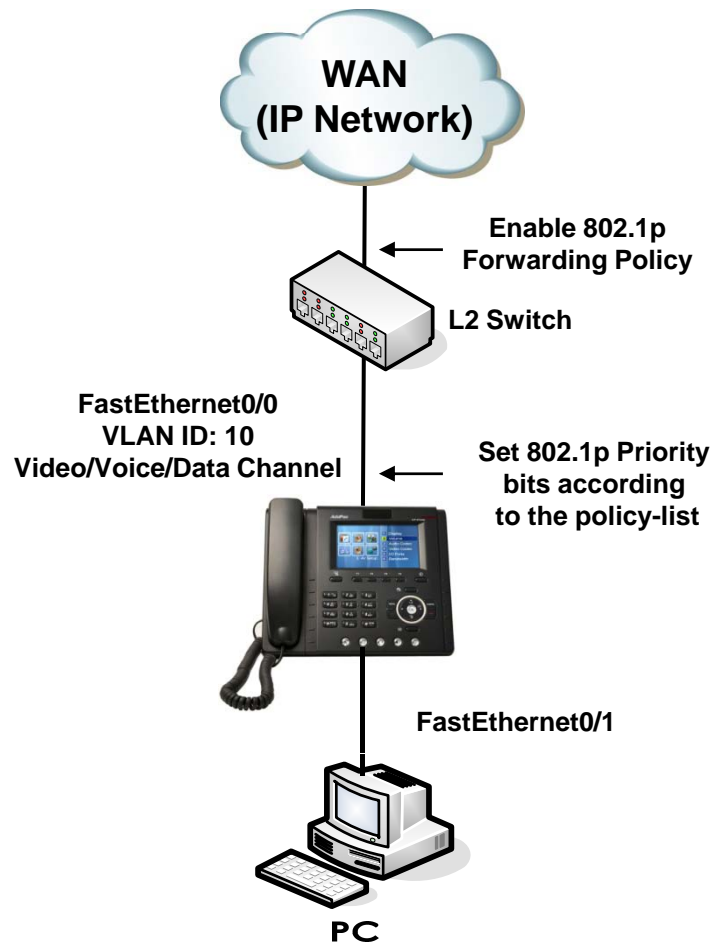 WAN
(IP Network)
Enable 802.1p
Forwarding Policy
L2 Switch
FastEthernet0/0
VLAN ID: 10
Video/Voice/Data Channel
Set 802.1p Priority
bits according
to the policy-list
AddPac
FastEthernet0/1
PC